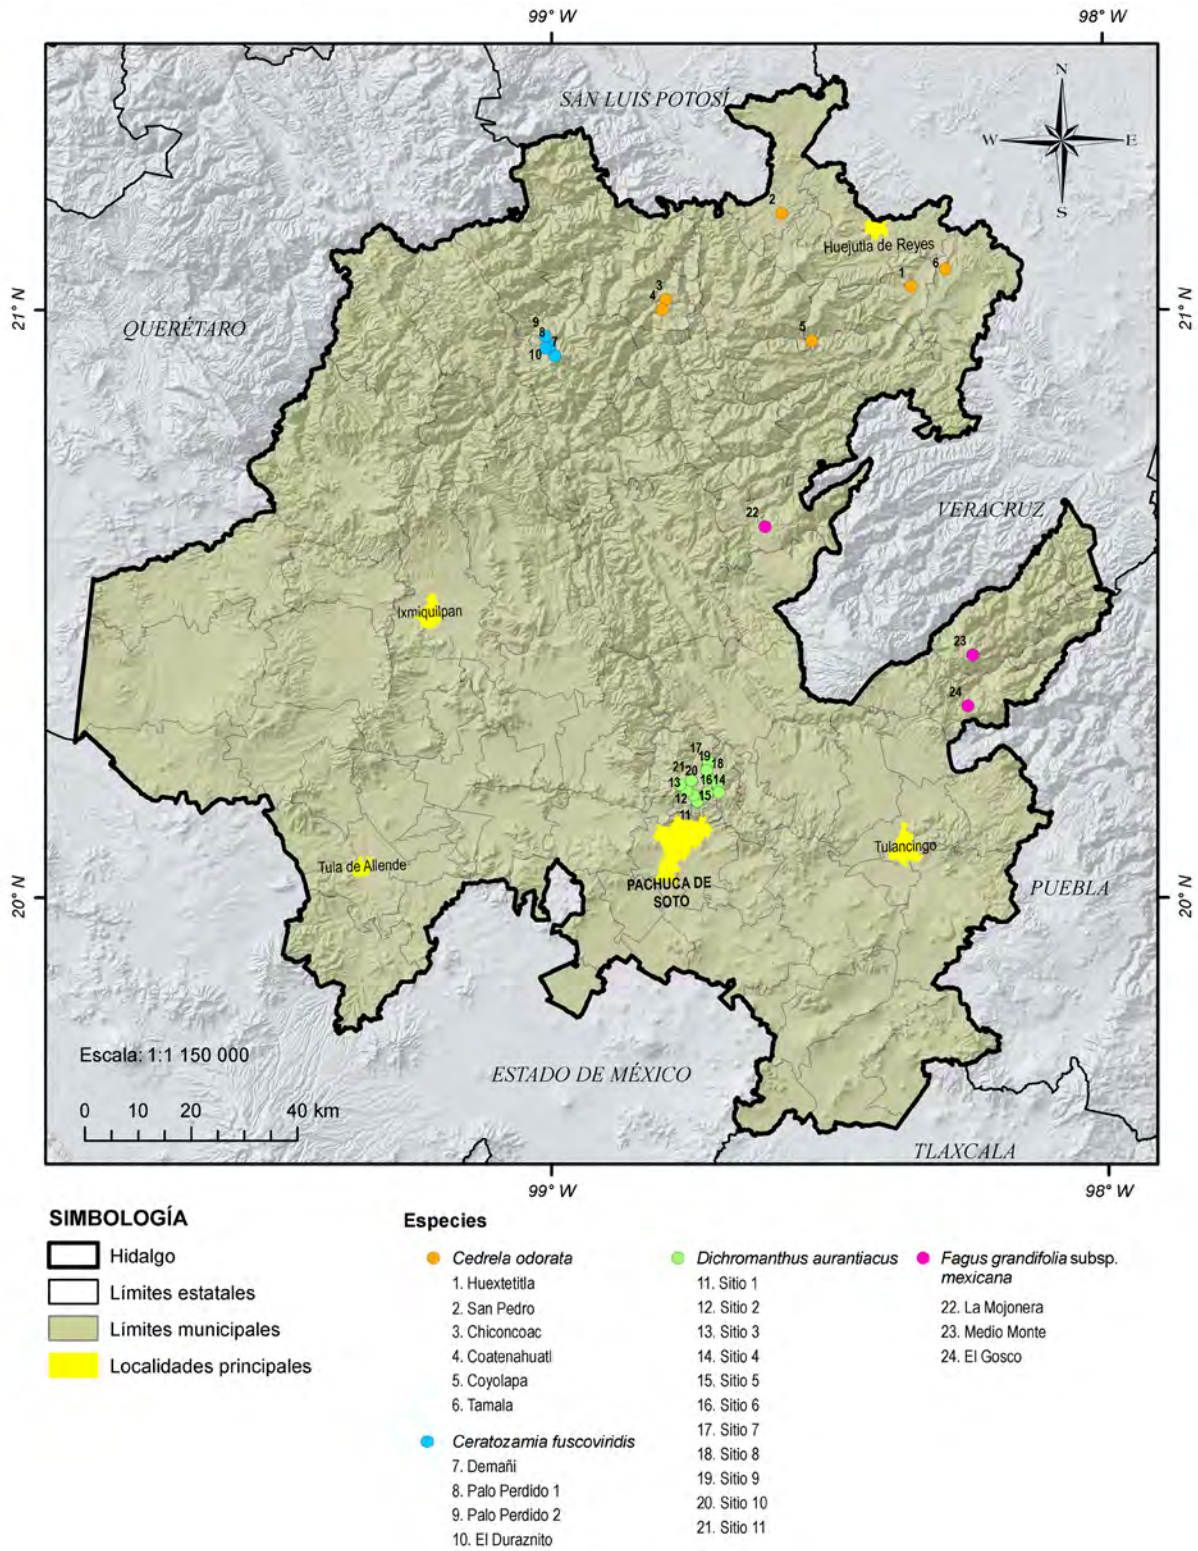 99° W
98° W
SAN LUIS POTOSÍ
N
W
E
S
2
Huejutla de Reyes
6
1
3
4
21° N
21° N
QUERÉTARO
9
8
7
10
5
22
VERACRUZ
Ixmiquilpan
23
24
17
19
18
21
20
16
14
13
15
12
11
Tula de Allende
Tulancingo
PACHUCA DE
SOTO
PUEBLA
20° N
20° N
Escala: 1:1 150 000
ESTADO DE MÉXICO
0 10 20 40 km
TLAXCALA
99° W
98° W
SIMBOLOGÍA
Hidalgo
Límites estatales
Límites municipales
Localidades principales
Especies
Cedrela odorata
1. Huextetitla
2. San Pedro
3. Chiconcoac
4. Coatenahuatl
5. Coyolapa
6. Tamala
Ceratozamia fuscoviridis
7. Demañi
8. Palo Perdido 1
9. Palo Perdido 2
10. El Duraznito
Dichromanthus aurantiacus
11. Sitio 1
12. Sitio 2
13. Sitio 3
14. Sitio 4
15. Sitio 5
16. Sitio 6
17. Sitio 7
18. Sitio 8
19. Sitio 9
20. Sitio 10
21. Sitio 11
Fagus grandifolia subsp.
mexicana
22. La Mojonera
23. Medio Monte
24. El Gosco